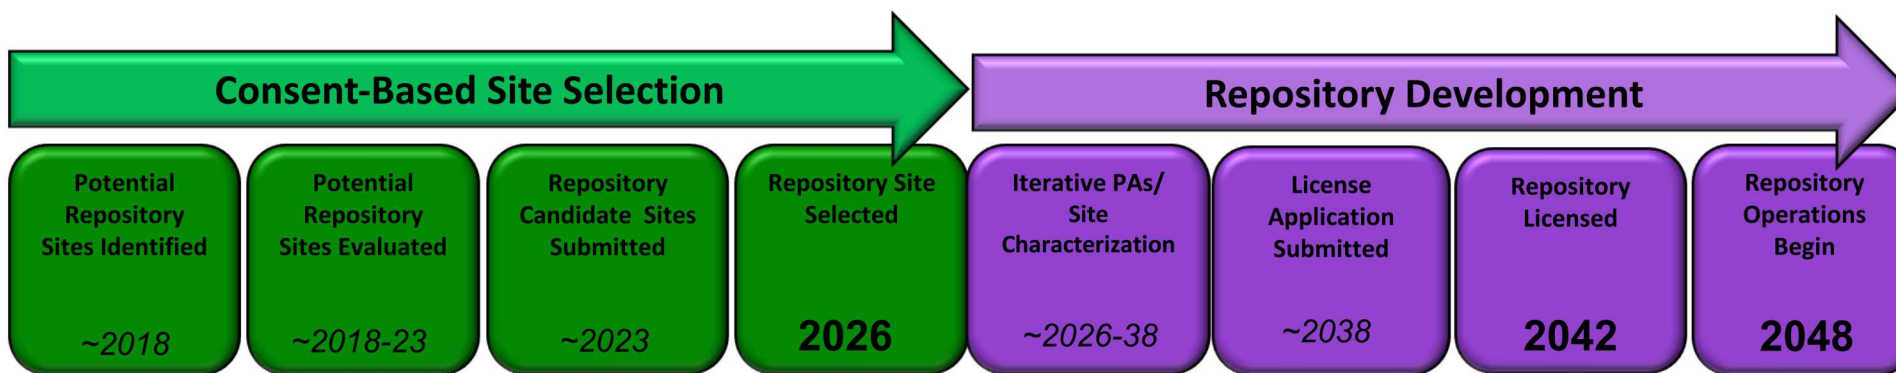 Consent-Based Site Selection
Repository Development
Potential
Repository
Sites Identified
~2018
Potential
Repository
Sites Evaluated
~2018-23
Repository
Candidate Sites
Submitted
~2023
Repository Site
Selected
2026
Iterative PAs/
Site
Characterization
~2026-38
License
Application
Submitted
~2038
Repository
Licensed
2042
Repository
Operations
Begin
2048